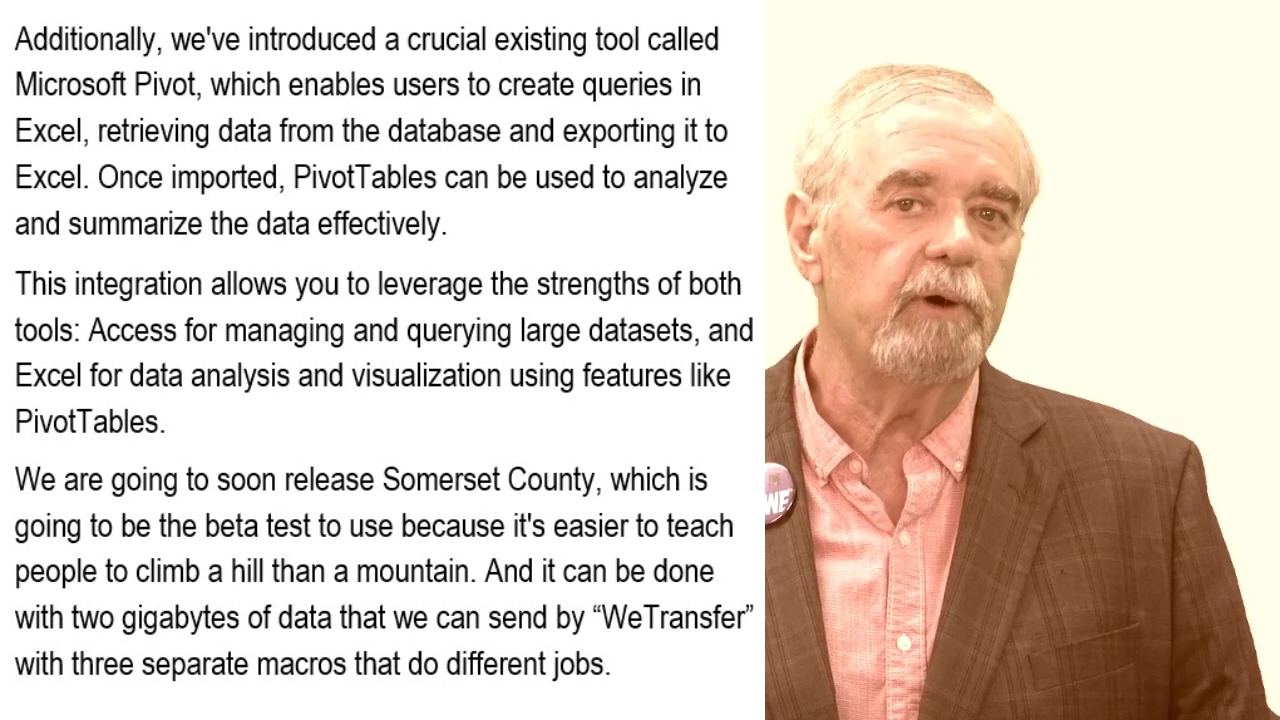 Additionally, we've introduced a crucial existing tool called
Microsoft Pivot, which enables users to create queries in
Excel, retrieving data from the database and exporting it to
Excel. Once imported, PivotTables can be used to analyze
and summarize the data effectively.
This integration allows you to leverage the strengths of both
tools: Access for managing and querying large datasets, and
Excel for data analysis and visualization using features like
PivotTables.
We are going to soon release Somerset County, which is
going to be the beta test to use because it's easier to teach
people to climb a hill than a mountain. And it can be done
with two gigabytes of data that we can send by “WeTransfer”
with three separate macros that do different jobs.
WE